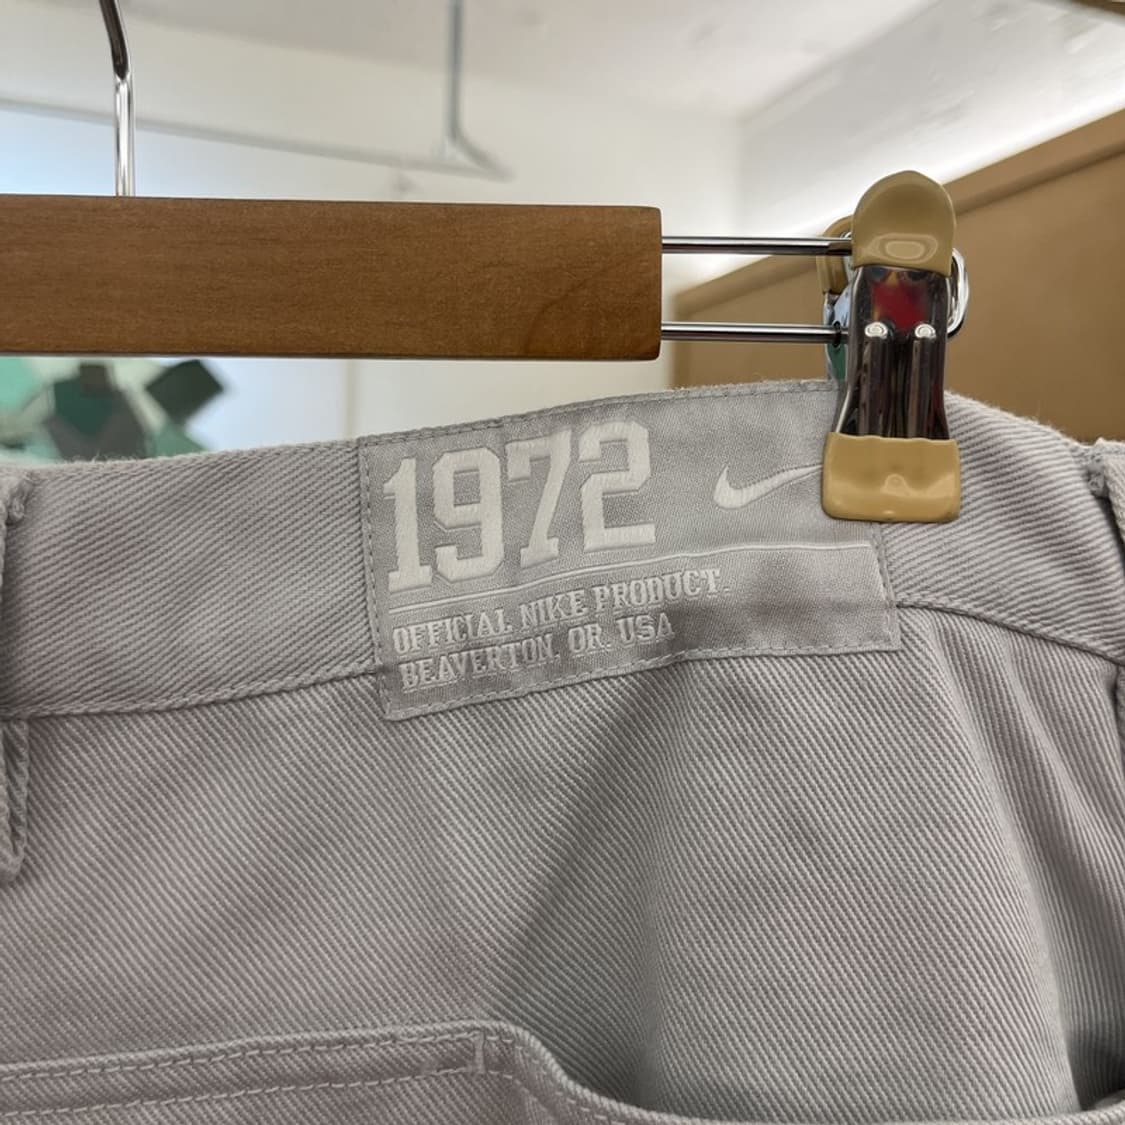 1972
OFFICIAL NIKE PRODUCT.
BEAVERTON, OR. USA